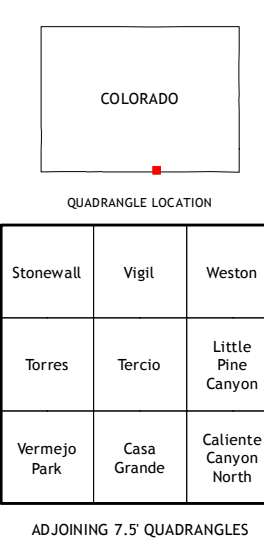 COLORADO
QUADRANGLE LOCATION
Stonewall
Vigil
Weston
Torres
Tercio
Little
Pine
Canyon
Vermejo
Park
Casa
Grande
Caliente
Canyon
North
ADJOINING 7.5' QUADRANGLES